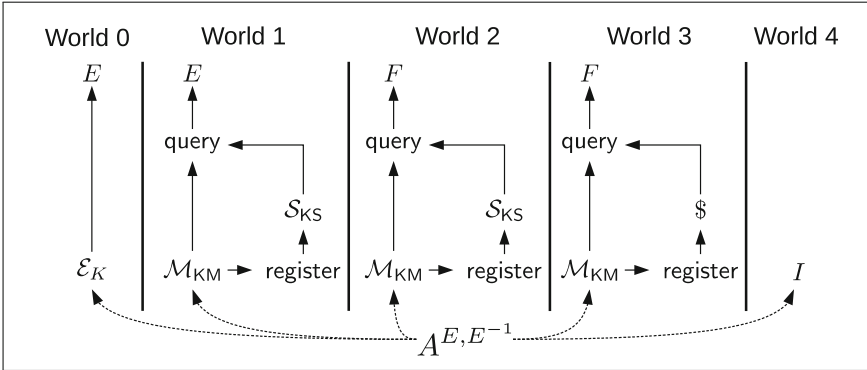 World 0 World 1 World 2 World 3 World 4
E E F F
query query query
S_KS S_KS $
ℰ_K M_KM register M_KM register M_KM register I
A^{E,E^{-1}}